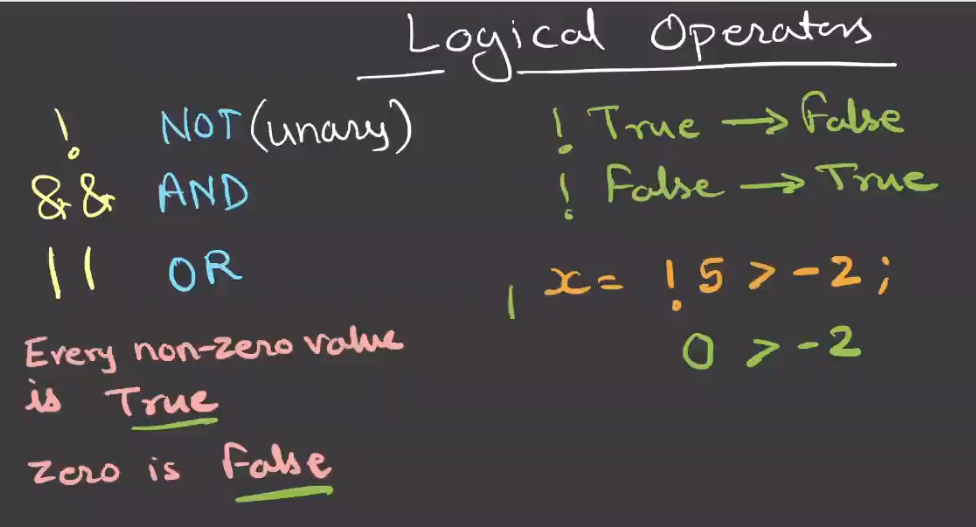 Logical Operators
! NOT (unary)
&& AND
|| OR
Every non-zero value
is True
zero is False
! True → False
! False → True
1 x = ! 5 > -2 ;
0 > -2